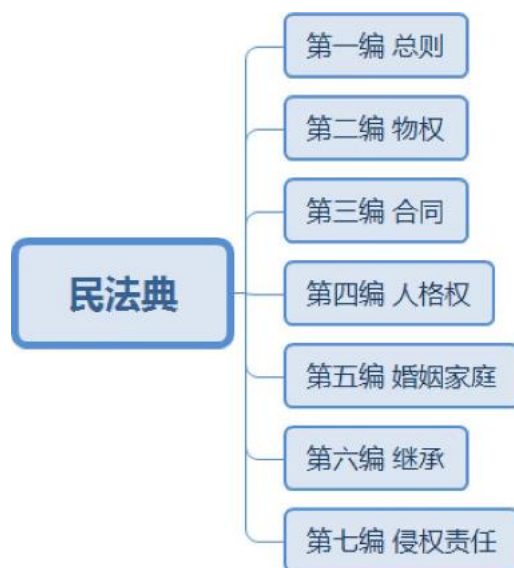 民法典
第一编 总则
第二编 物权
第三编 合同
第四编 人格权
第五编 婚姻家庭
第六编 继承
第七编 侵权责任